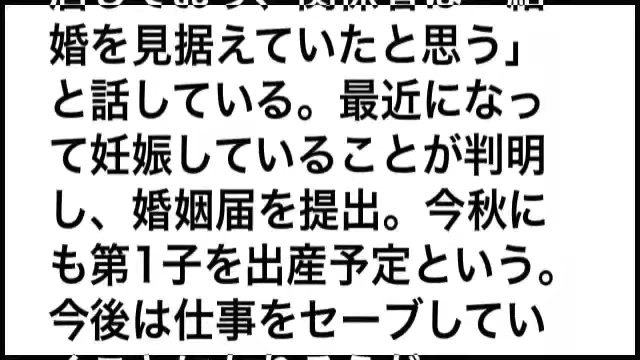 婚を見据えていたと思う」
と話している。最近になっ
て妊娠していることが判明
し、婚姻届を提出。今秋に
も第1子を出産予定という。
今後は仕事をセーブしてい